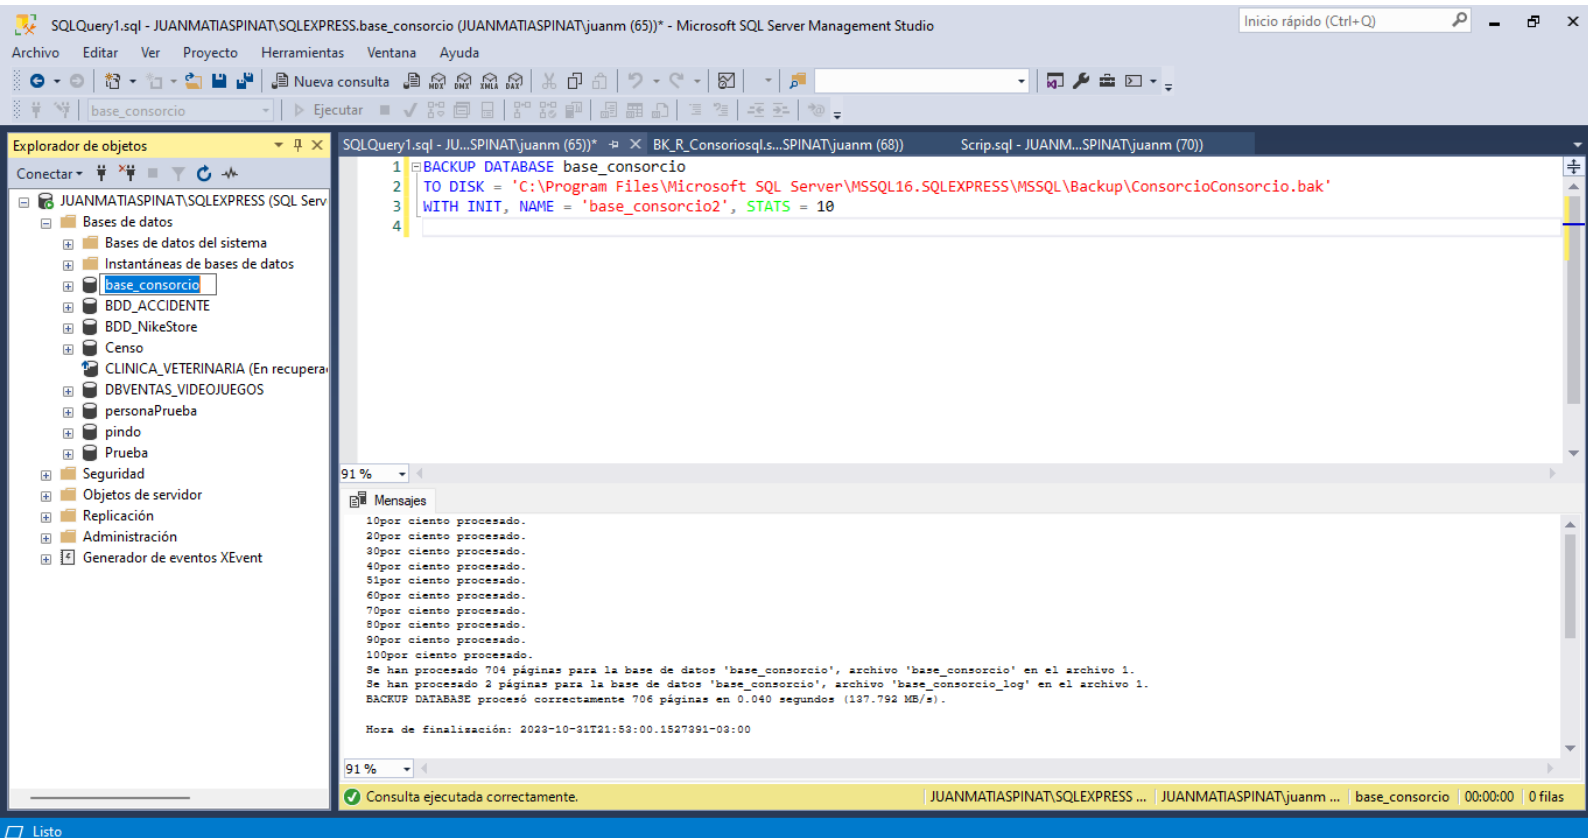 SQLQuery1.sql - JUANMATIASPINAT\SQLEXPRESS.base_consorcio (JUANMATIASPINAT\juanm (65))* - Microsoft SQL Server Management Studio
Inicio rápido (Ctrl+Q)
Archivo Editar Ver Proyecto Herramientas Ventana Ayuda
Nueva consulta MDX DMX XMLA DAX
base_consorcio Ejecutar
Explorador de objetos
Conectar
JUANMATIASPINAT\SQLEXPRESS (SQL Serv
Bases de datos
Bases de datos del sistema
Instantáneas de bases de datos
base_consorcio
BDD_ACCIDENTE
BDD_NikeStore
Censo
CLINICA_VETERINARIA (En recupera
DBVENTAS_VIDEOJUEGOS
personaPrueba
pindo
Prueba
Seguridad
Objetos de servidor
Replicación
Administración
Generador de eventos XEvent
SQLQuery1.sql - JU...SPINAT\juanm (65))* BK_R_Consoriosql.s...SPINAT\juanm (68)) Scrip.sql - JUANM...SPINAT\juanm (70))
1 BACKUP DATABASE base_consorcio
2 TO DISK = 'C:\Program Files\Microsoft SQL Server\MSSQL16.SQLEXPRESS\MSSQL\Backup\ConsorcioConsorcio.bak'
3 WITH INIT, NAME = 'base_consorcio2', STATS = 10
4
91 %
Mensajes
10por ciento procesado.
20por ciento procesado.
30por ciento procesado.
40por ciento procesado.
51por ciento procesado.
60por ciento procesado.
70por ciento procesado.
80por ciento procesado.
90por ciento procesado.
100por ciento procesado.
Se han procesado 704 páginas para la base de datos 'base_consorcio', archivo 'base_consorcio' en el archivo 1.
Se han procesado 2 páginas para la base de datos 'base_consorcio', archivo 'base_consorcio_log' en el archivo 1.
BACKUP DATABASE procesó correctamente 706 páginas en 0.040 segundos (137.792 MB/s).
Hora de finalización: 2023-10-31T21:53:00.1527391-03:00
91 %
Consulta ejecutada correctamente. JUANMATIASPINAT\SQLEXPRESS ... JUANMATIASPINAT\juanm ... base_consorcio 00:00:00 0 filas
Listo